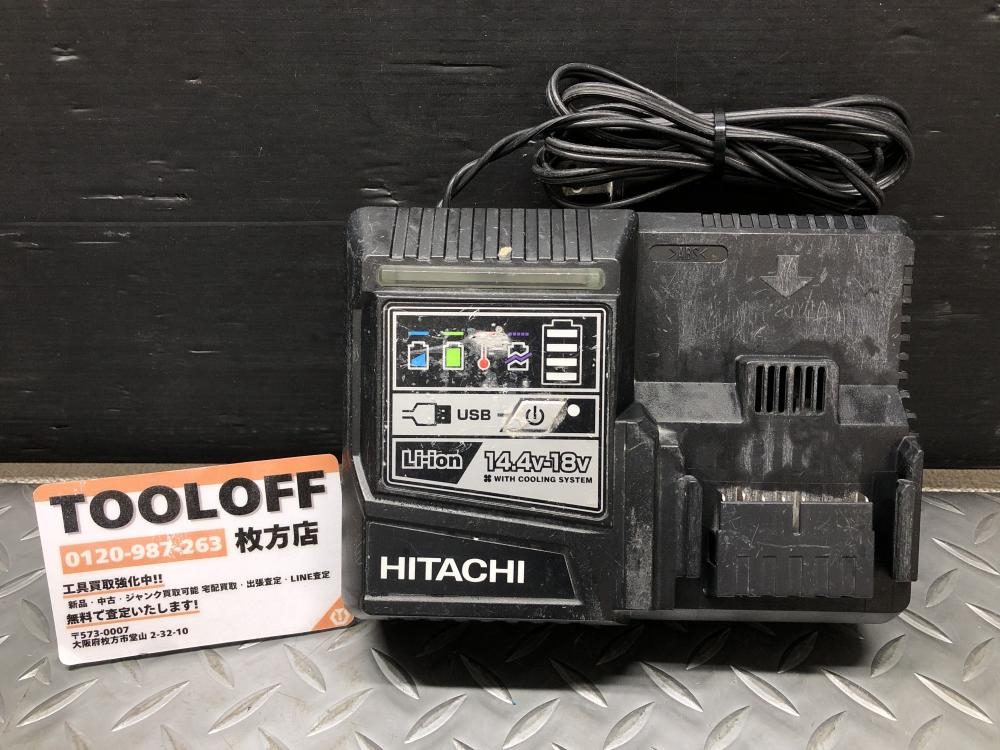 TOOLOFF
0120-987-263 枚方店
工具買取強化中!!
新品・中古・ジャンク買取可能 宅配買取・出張査定・LINE査定
無料で査定いたします!
〒573-0007
大阪府枚方市堂山 2-32-10
>ABS<
USB
Li-ion 14.4v-18v
WITH COOLING SYSTEM
HITACHI